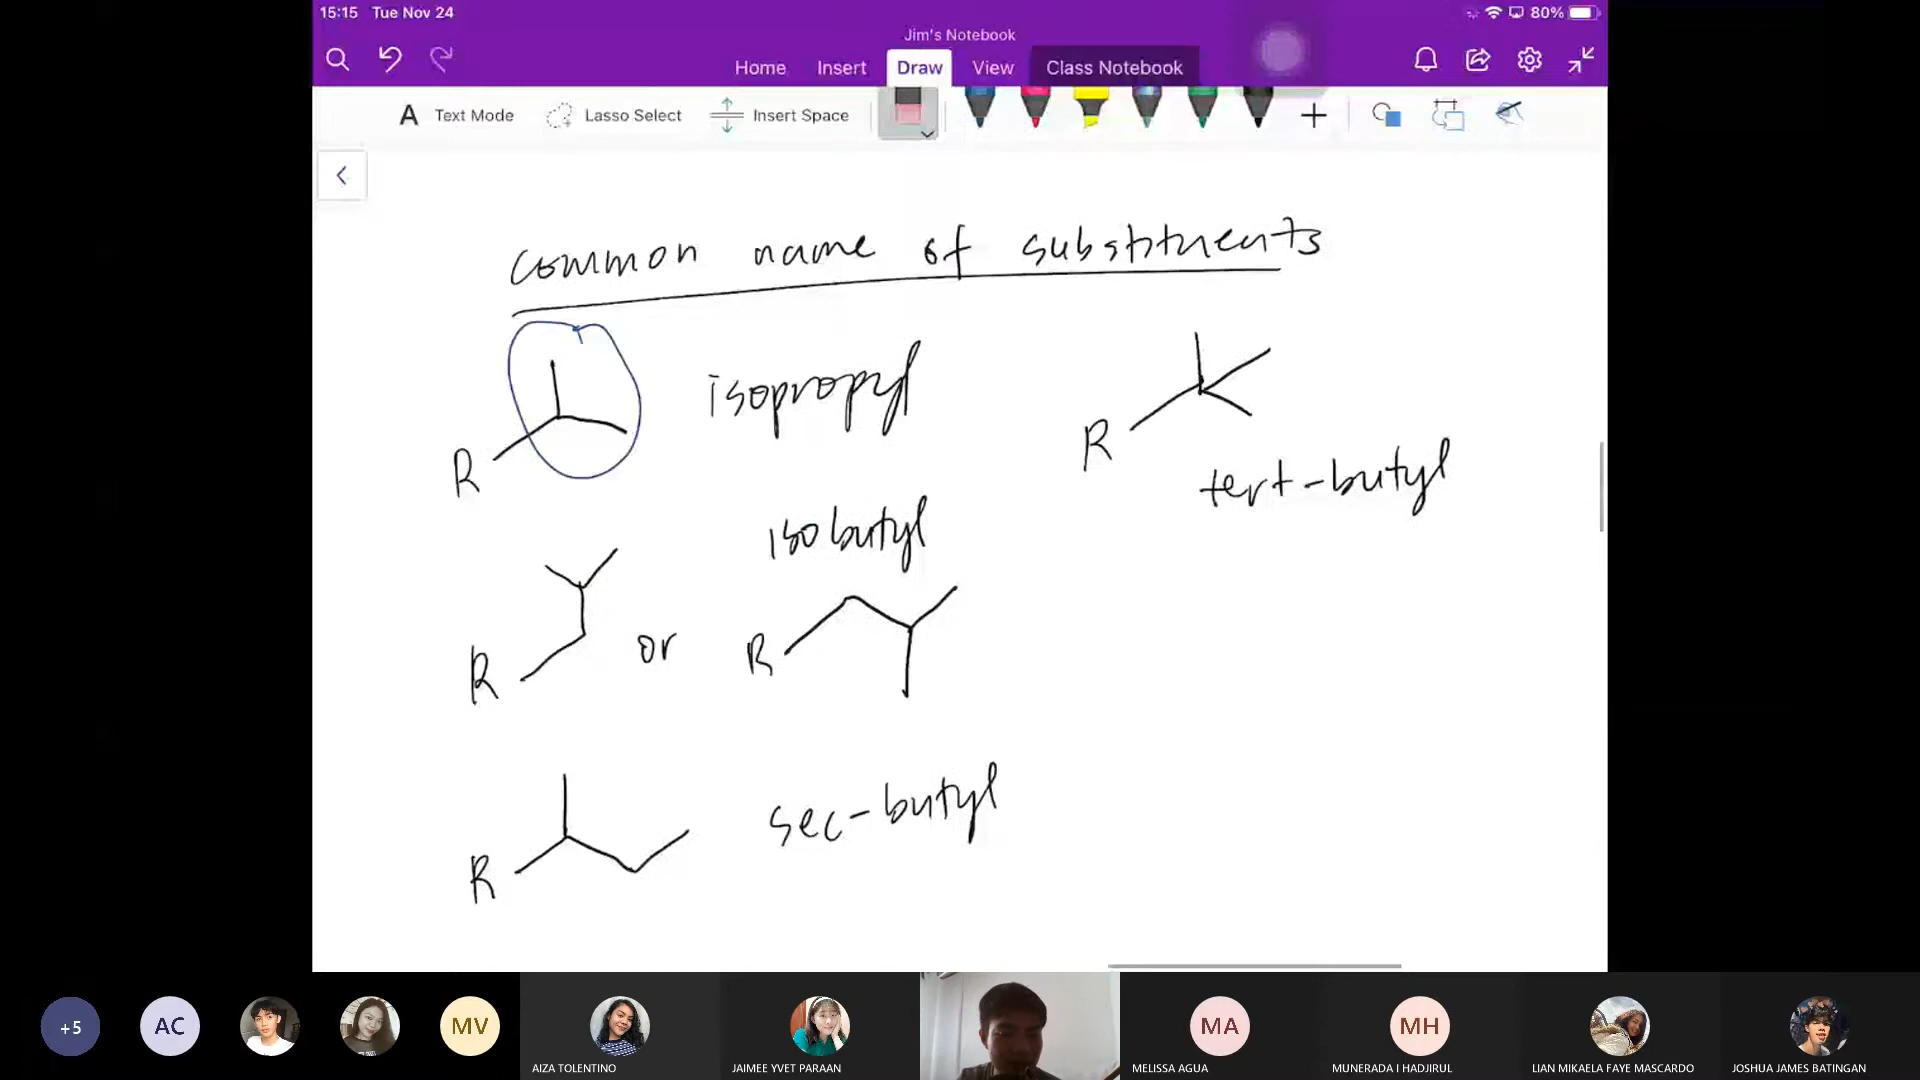 15:15 Tue Nov 24
80%
Jim's Notebook
Home Insert Draw View Class Notebook
A Text Mode Lasso Select Insert Space
common name of substituents
R
isopropyl
R
tert-butyl
isobutyl
R or R
R
sec-butyl
+5
AC
MV
MA
MH
AIZA TOLENTINO
JAIMEE YVET PARAAN
MELISSA AGUA
MUNERADA I HADJIRUL
LIAN MIKAELA FAYE MASCARDO
JOSHUA JAMES BATINGAN